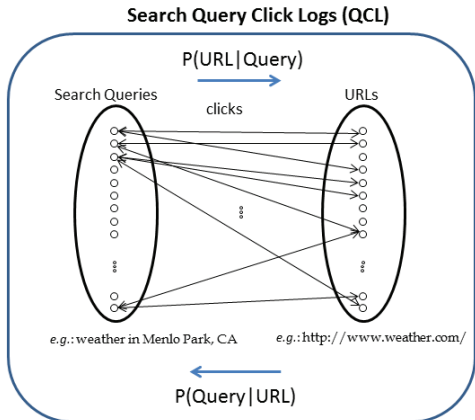 Search Query Click Logs (QCL)
P(URL|Query)
Search Queries
clicks
URLs
e.g.: weather in Menlo Park, CA
e.g.: http://www.weather.com/
P(Query|URL)